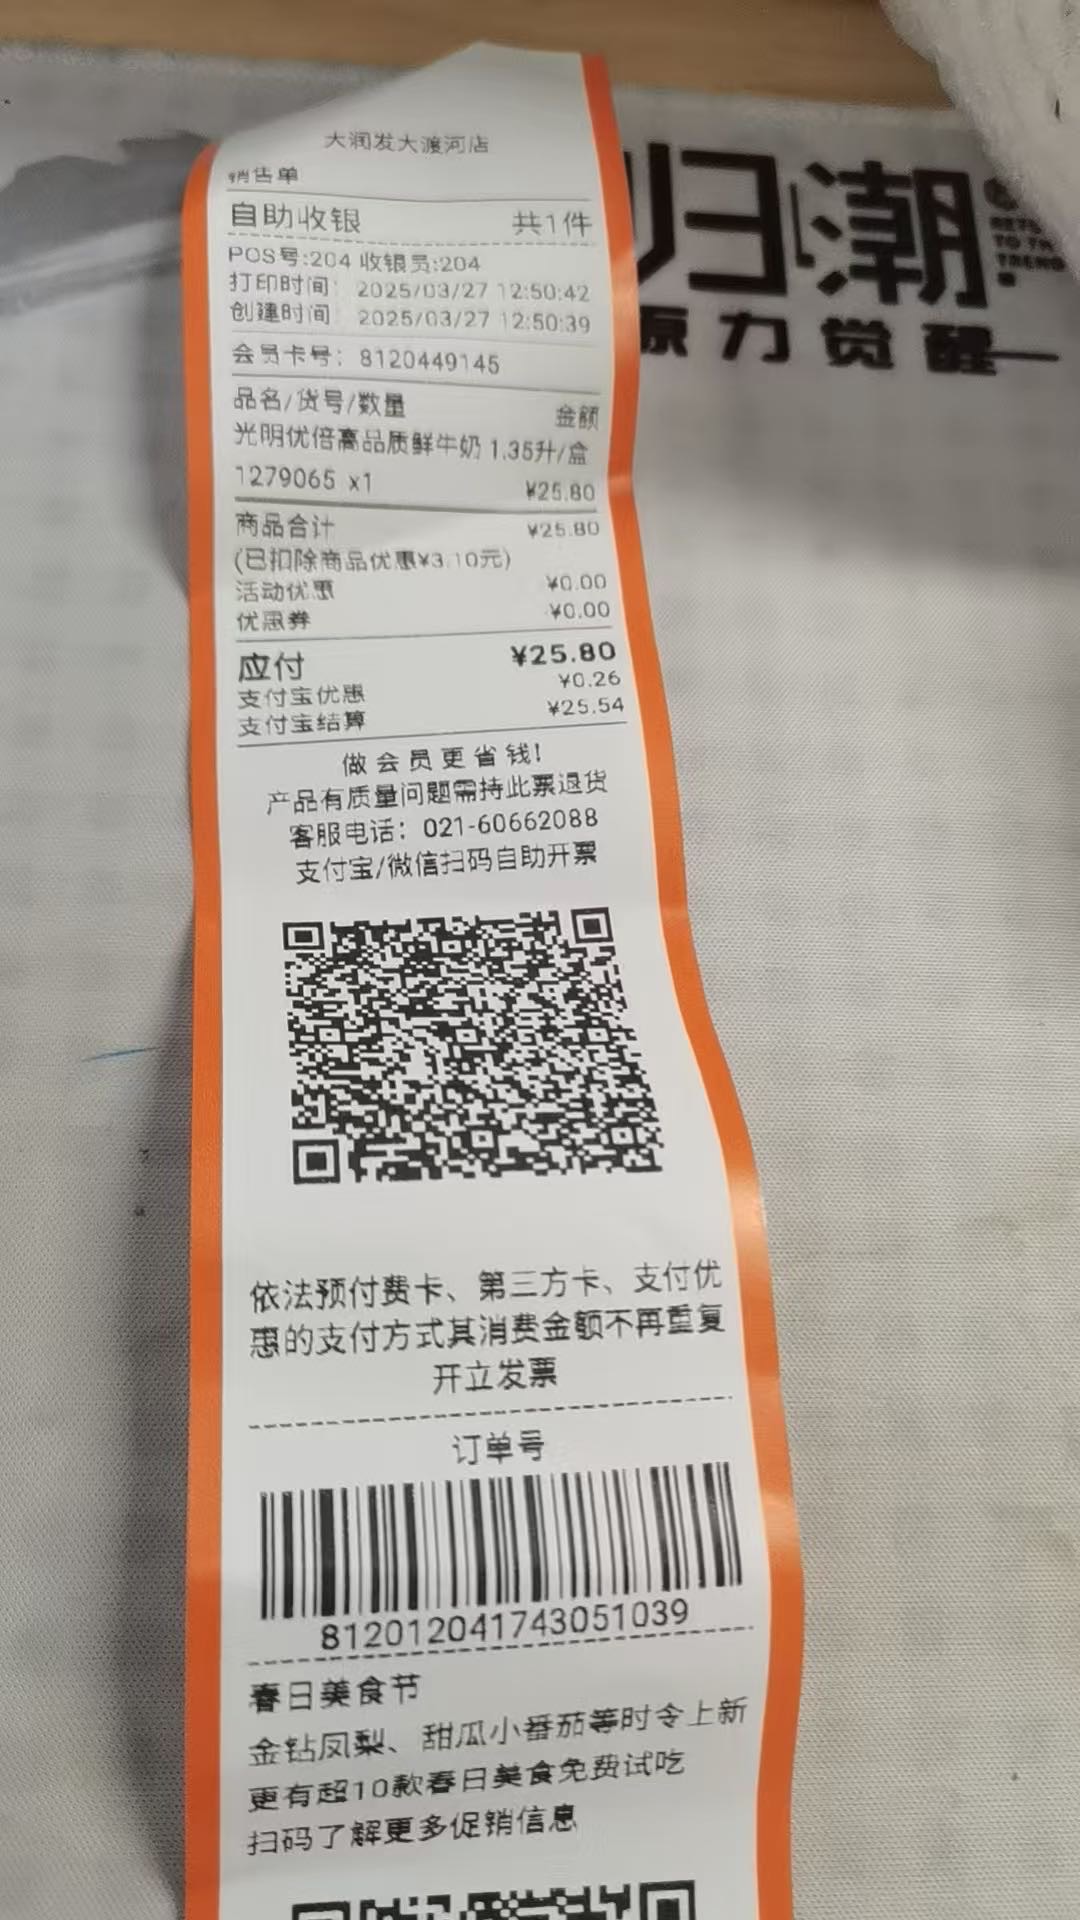 大润发大渡河店
销售单
自助收银 共1件
POS号:204 收银员:204
打印时间: 2025/03/27 12:50:42
创建时间 2025/03/27 12:50:39
会员卡号: 8120449145
品名/货号/数量 金额
光明优倍高品质鲜牛奶 1.35升/盒
1279065 x1 ¥25.80
商品合计 ¥25.80
(已扣除商品优惠¥3.10元)
活动优惠 ¥0.00
优惠券 ¥0.00
应付 ¥25.80
支付宝优惠 ¥0.26
支付宝结算 ¥25.54
做会员更省钱!
产品有质量问题需持此票退货
客服电话: 021-60662088
支付宝/微信扫码自助开票
依法预付费卡、第三方卡、支付优
惠的支付方式其消费金额不再重复
开立发票
订单号
812012041743051039
春日美食节
金钻凤梨、甜瓜小番茄等时令上新
更有超10款春日美食免费试吃
扫码了解更多促销信息
归潮
原力觉醒
TO TH
TREND